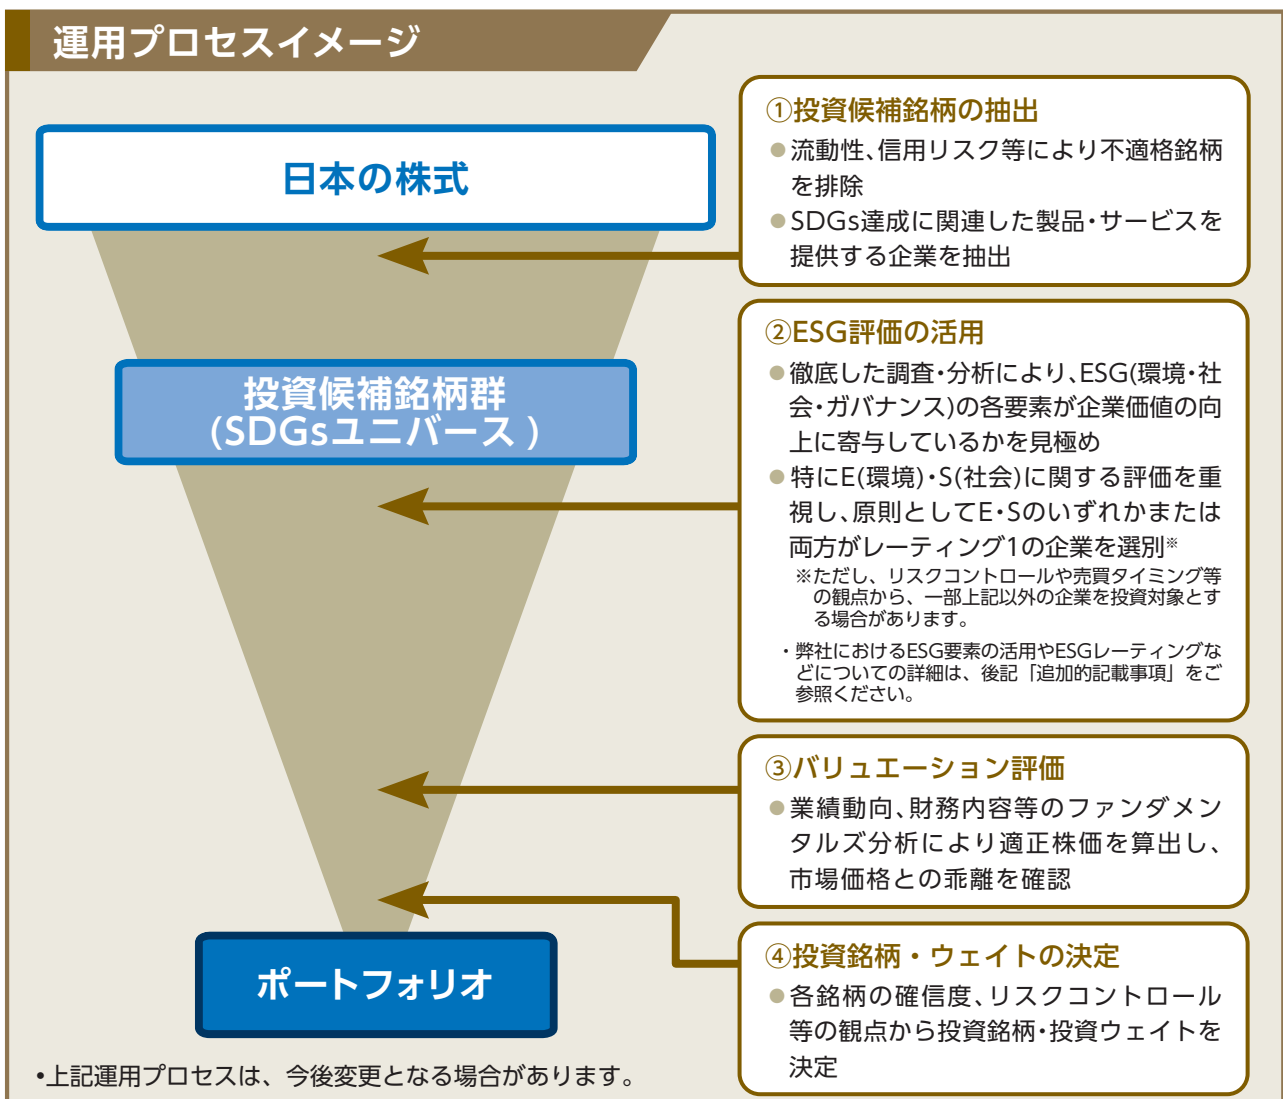 運用プロセスイメージ
日本の株式
投資候補銘柄群
(SDGsユニバース )
ポートフォリオ
•上記運用プロセスは、今後変更となる場合があります。
①投資候補銘柄の抽出
●流動性、信用リスク等により不適格銘柄
を排除
●SDGs達成に関連した製品・サービスを
提供する企業を抽出
②ESG評価の活用
●徹底した調査・分析により、ESG(環境・社
会・ガバナンス)の各要素が企業価値の向
上に寄与しているかを見極め
●特にE(環境)・S(社会)に関する評価を重
視し、原則としてE・Sのいずれかまたは
両方がレーティング1の企業を選別※
※ただし、リスクコントロールや売買タイミング等
の観点から、一部上記以外の企業を投資対象とす
る場合があります。
・弊社におけるESG要素の活用やESGレーティングな
どについての詳細は、後記「追加的記載事項」をご
参照ください。
③バリュエーション評価
●業績動向、財務内容等のファンダメン
タルズ分析により適正株価を算出し、
市場価格との乖離を確認
④投資銘柄・ウェイトの決定
●各銘柄の確信度、リスクコントロール
等の観点から投資銘柄・投資ウェイトを
決定